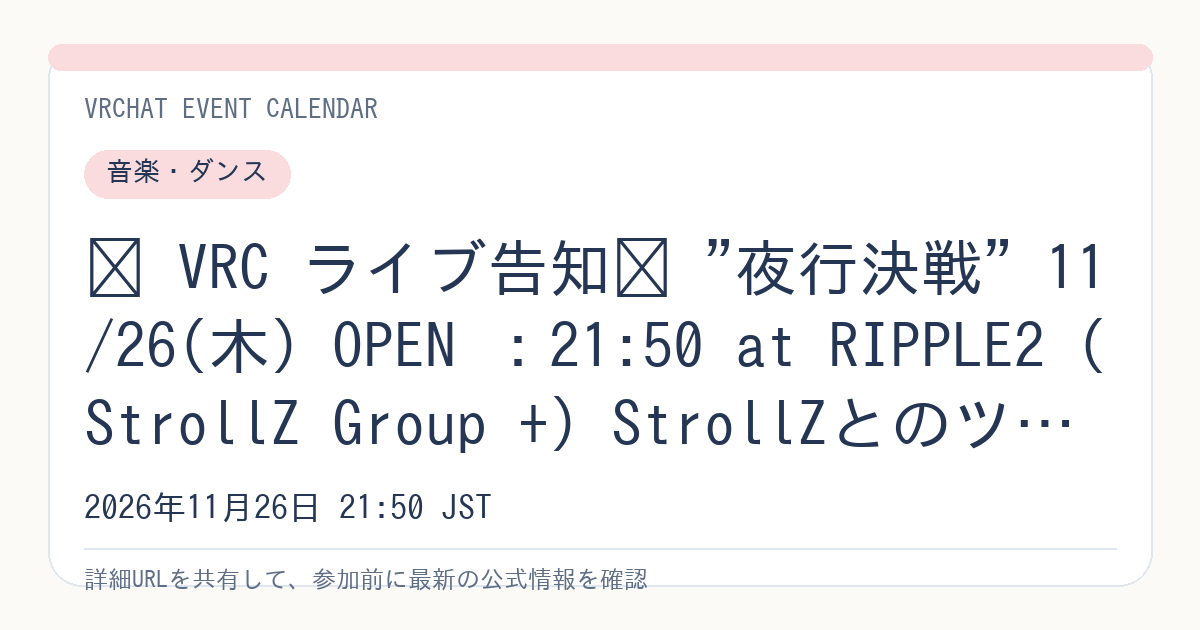 VRCHAT EVENT CALENDAR
音楽・ダンス
VRC ライブ告知 ”夜行決戦” 11
/26(木) OPEN :21:50 at RIPPLE2 (
StrollZ Group +) StrollZとのツ…
2026年11月26日 21:50 JST
詳細URLを共有して、参加前に最新の公式情報を確認